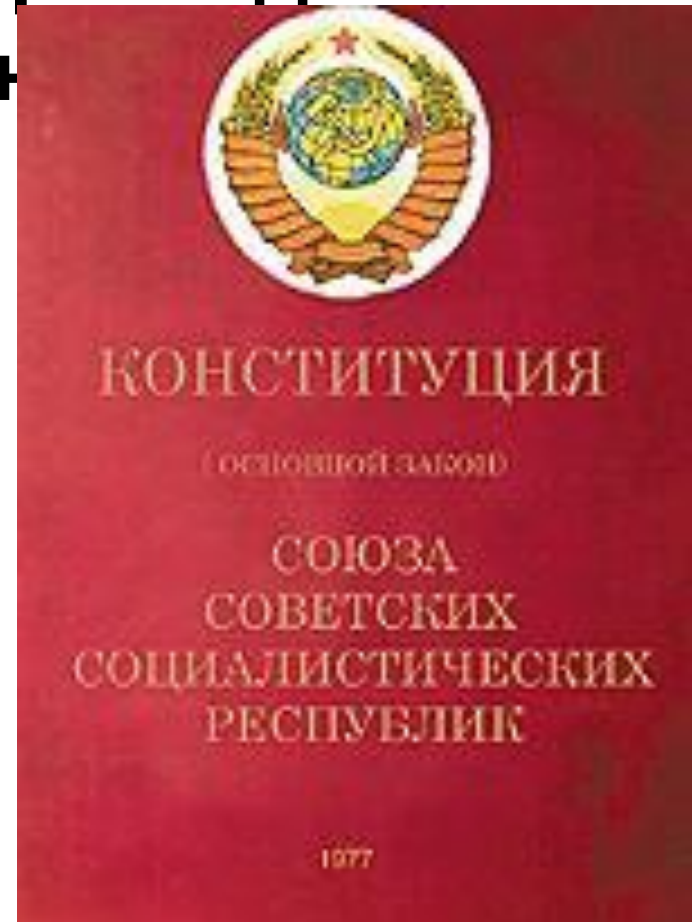 КОНСТИТУЦИЯ
(ОСНОВНОЙ ЗАКОН)
СОЮЗА
СОВЕТСКИХ
СОЦИАЛИСТИЧЕСКИХ
РЕСПУБЛИК
1977